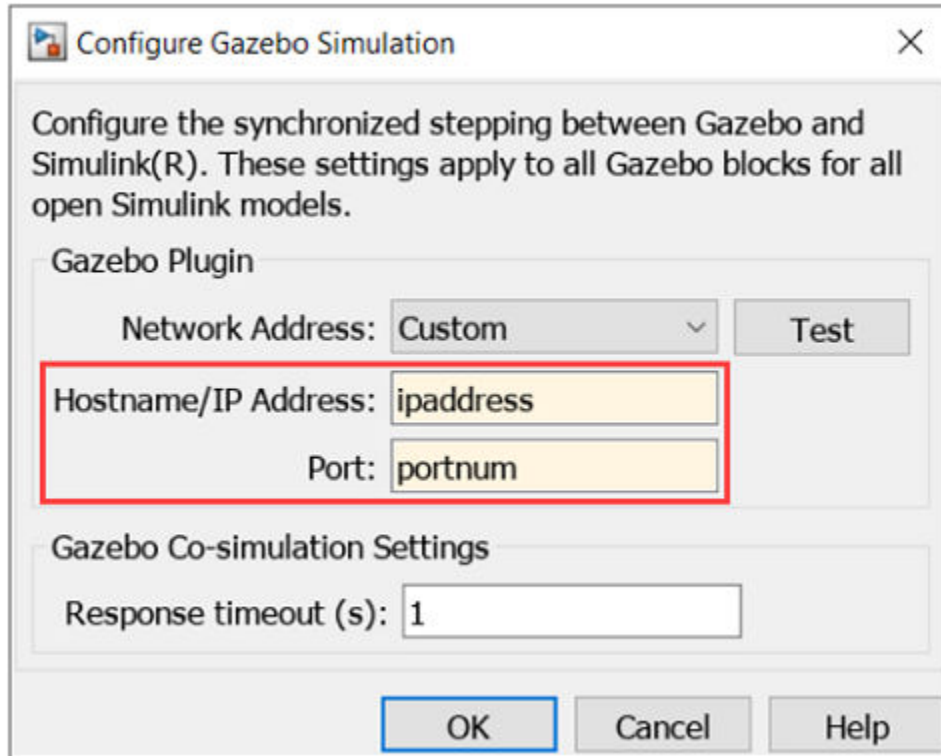 Configure Gazebo Simulation
Configure the synchronized stepping between Gazebo and
Simulink(R). These settings apply to all Gazebo blocks for all
open Simulink models.
Gazebo Plugin
Network Address: Custom Test
Hostname/IP Address: ipaddress
Port: portnum
Gazebo Co-simulation Settings
Response timeout (s): 1
OK Cancel Help